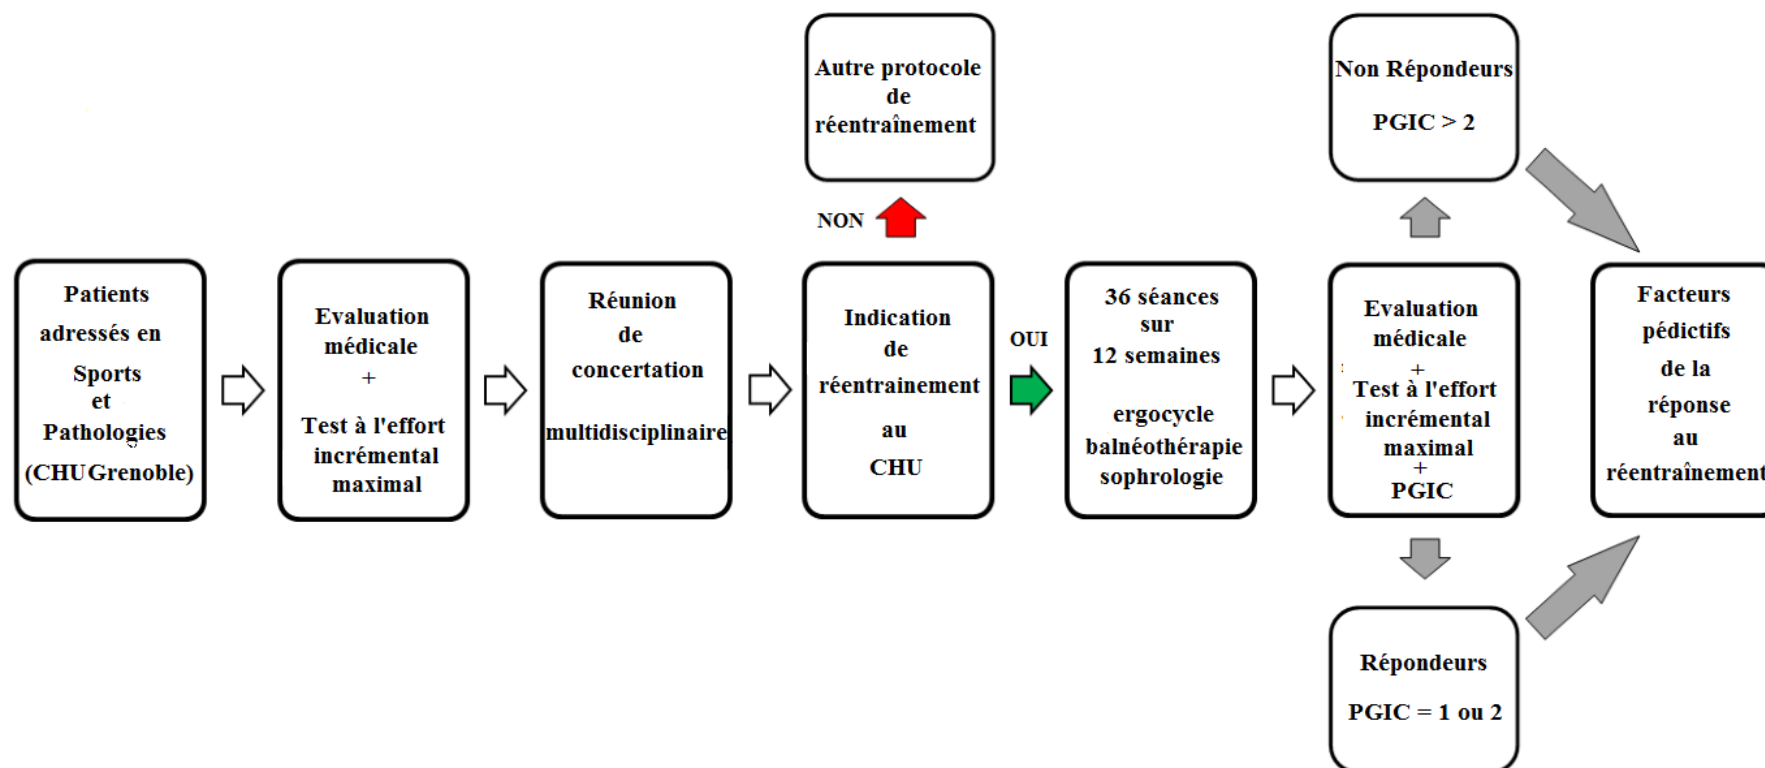 Patients
adressés en
Sports
et
Pathologies
(CHU Grenoble)
Evaluation
médicale
+
Test à l'effort
incrémental
maximal
Réunion
de
concertation
multidisciplinaire
Autre protocole
de
réentraînement
NON
Indication
de
réentrainement
au
CHU
OUI
36 séances
sur
12 semaines
ergocycle
balnéothérapie
sophrologie
Non Répondeurs
PGIC > 2
Evaluation
médicale
+
Test à l'effort
incrémental
maximal
+
PGIC
Répondeurs
PGIC = 1 ou 2
Facteurs
pédictifs
de la
réponse
au
réentraînement